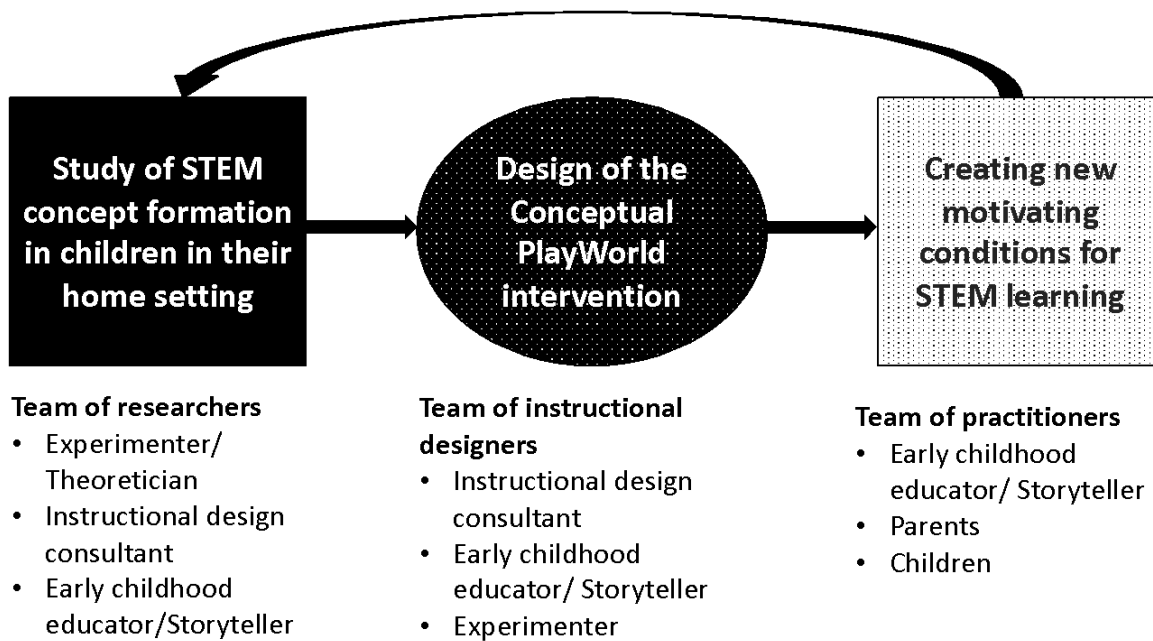 Study of STEM
concept formation
in children in their
home setting
Design of the
Conceptual
PlayWorld
intervention
Creating new
motivating
conditions for
STEM learning
Team of researchers
• Experimenter/
Theoretician
• Instructional design
consultant
• Early childhood
educator/Storyteller
Team of instructional
designers
• Instructional design
consultant
• Early childhood
educator/ Storyteller
• Experimenter
Team of practitioners
• Early childhood
educator/ Storyteller
• Parents
• Children